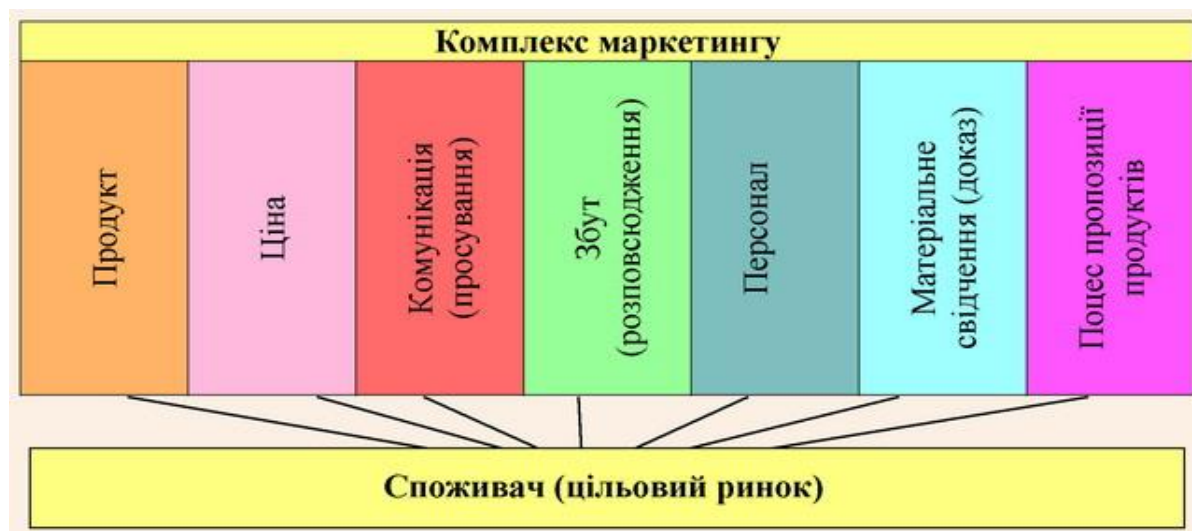 Комплекс маркетингу
Продукт
Ціна
Комунікація
(просування)
Збут
(розповсюдження)
Персонал
Матеріальне
свідчення (доказ)
Поцес пропозиції
продуктів
Споживач (цільовий ринок)